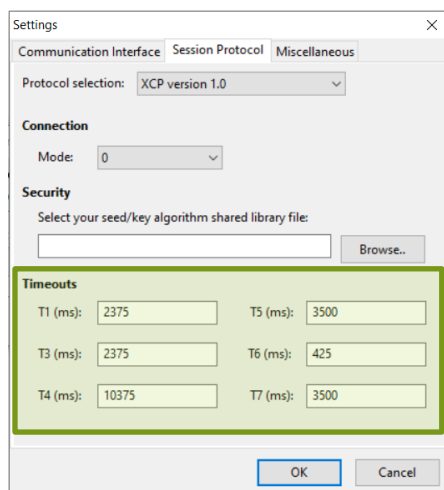 Settings
Communication Interface Session Protocol Miscellaneous
Protocol selection: XCP version 1.0
Connection
Mode: 0
Security
Select your seed/key algorithm shared library file:
Browse..
Timeouts
T1 (ms): 2375 T5 (ms): 3500
T3 (ms): 2375 T6 (ms): 425
T4 (ms): 10375 T7 (ms): 3500
OK Cancel